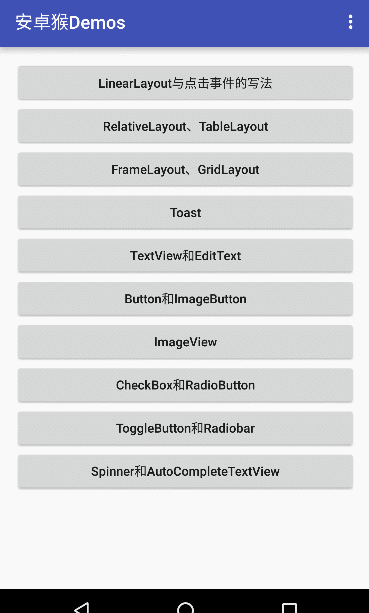 安卓猴Demos
LinearLayout与点击事件的写法
RelativeLayout、TableLayout
FrameLayout、GridLayout
Toast
TextView和EditText
Button和ImageButton
ImageView
CheckBox和RadioButton
ToggleButton和Radiobar
Spinner和AutoCompleteTextView